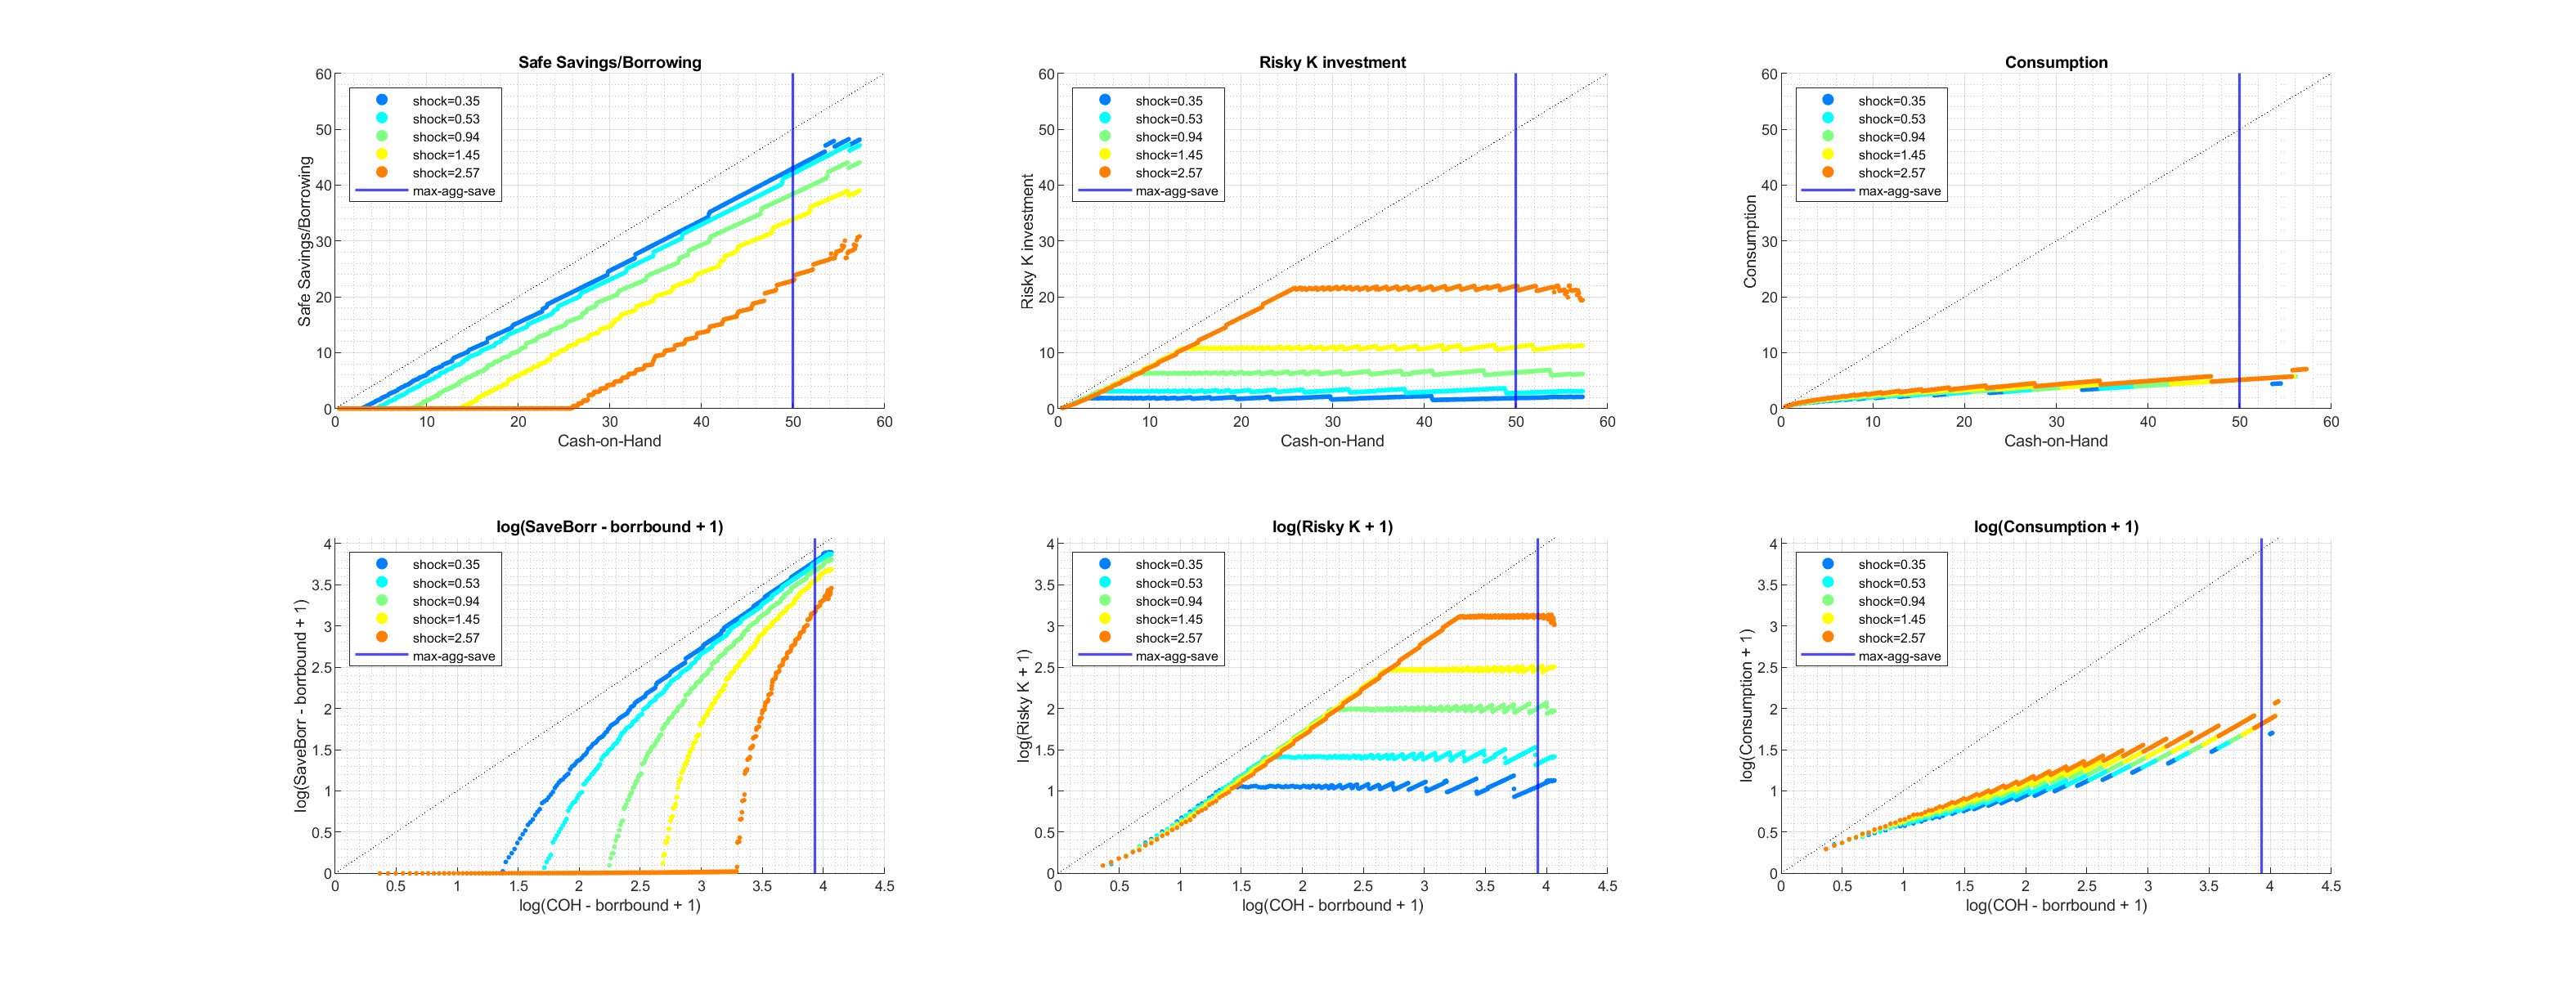 Safe Savings/Borrowing
Safe Savings/Borrowing
60
50
40
30
20
10
0
shock=0.35
shock=0.53
shock=0.94
shock=1.45
shock=2.57
max-agg-save
0 10 20 30 40 50 60
Cash-on-Hand
Risky K investment
Risky K investment
60
50
40
30
20
10
0
shock=0.35
shock=0.53
shock=0.94
shock=1.45
shock=2.57
max-agg-save
0 10 20 30 40 50 60
Cash-on-Hand
Consumption
Consumption
60
50
40
30
20
10
0
shock=0.35
shock=0.53
shock=0.94
shock=1.45
shock=2.57
max-agg-save
0 10 20 30 40 50 60
Cash-on-Hand
log(SaveBorr - borrbound + 1)
log(SaveBorr - borrbound + 1)
4
3.5
3
2.5
2
1.5
1
0.5
0
shock=0.35
shock=0.53
shock=0.94
shock=1.45
shock=2.57
max-agg-save
0 0.5 1 1.5 2 2.5 3 3.5 4 4.5
log(COH - borrbound + 1)
log(Risky K + 1)
log(Risky K + 1)
4
3.5
3
2.5
2
1.5
1
0.5
0
shock=0.35
shock=0.53
shock=0.94
shock=1.45
shock=2.57
max-agg-save
0 0.5 1 1.5 2 2.5 3 3.5 4 4.5
log(COH - borrbound + 1)
log(Consumption + 1)
log(Consumption + 1)
4
3.5
3
2.5
2
1.5
1
0.5
0
shock=0.35
shock=0.53
shock=0.94
shock=1.45
shock=2.57
max-agg-save
0 0.5 1 1.5 2 2.5 3 3.5 4 4.5
log(COH - borrbound + 1)